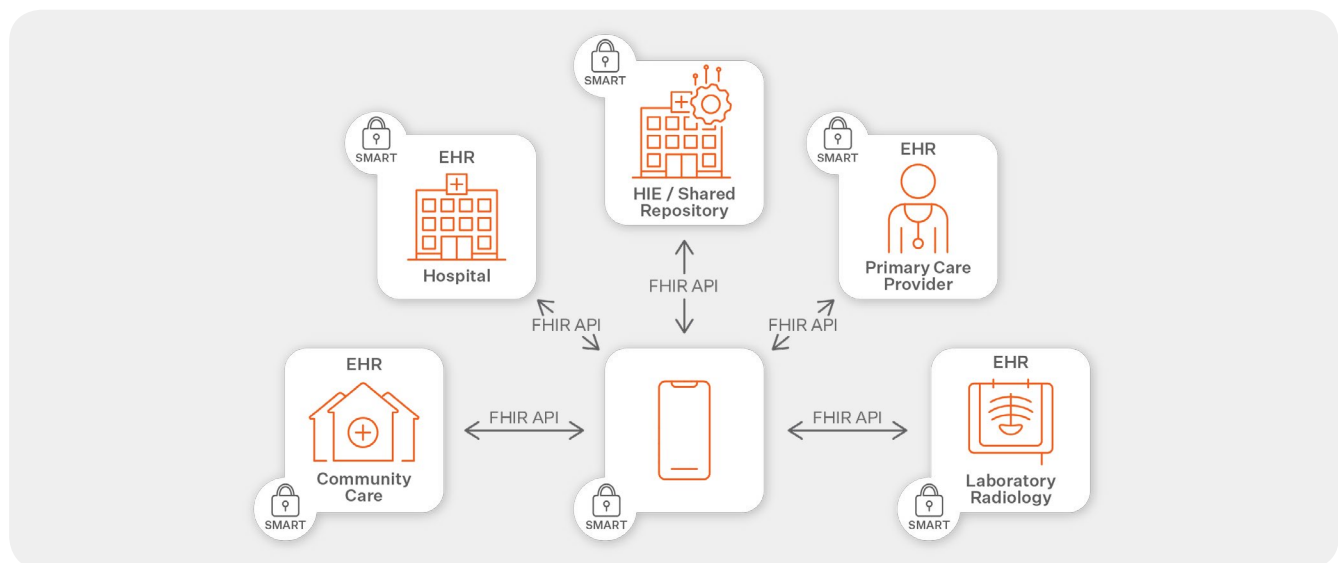 SMART
HIE / Shared
Repository
SMART
EHR
Hospital
SMART
EHR
Primary Care
Provider
FHIR API
FHIR API
FHIR API
EHR
Community
Care
SMART
FHIR API
SMART
FHIR API
EHR
Laboratory
Radiology
SMART